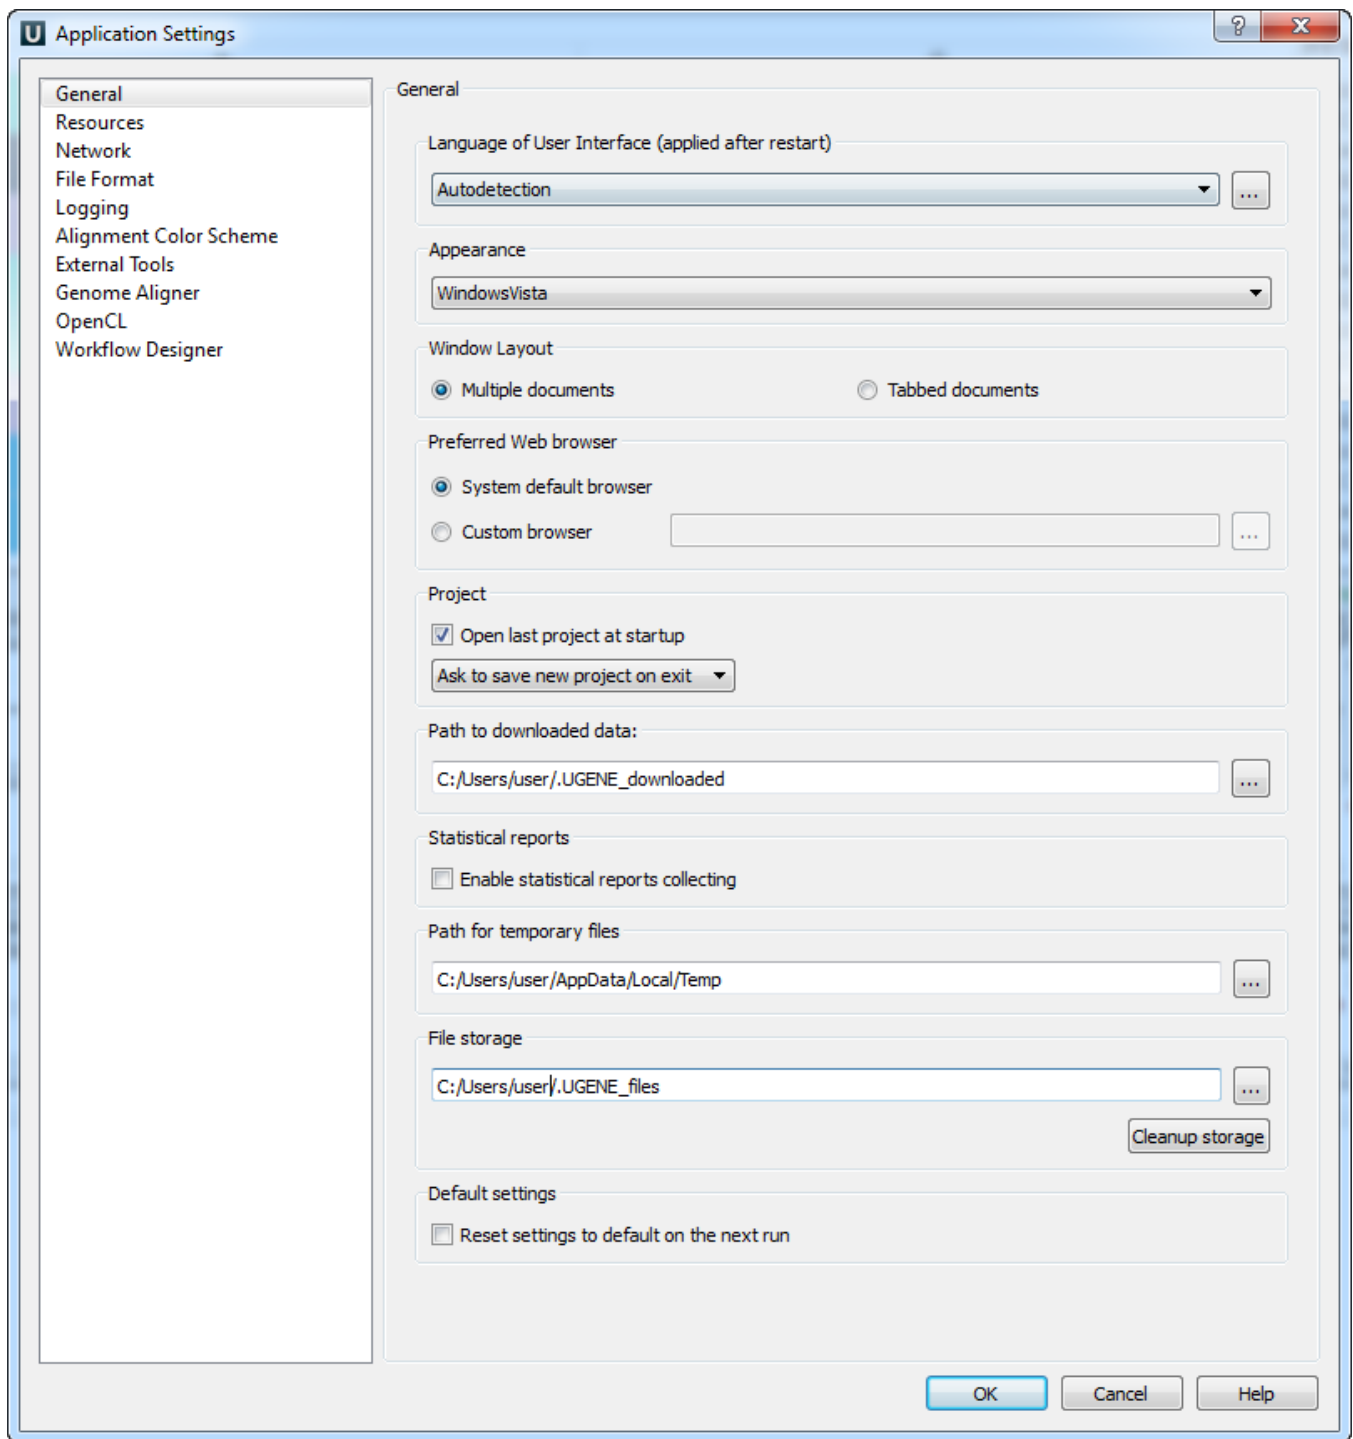 U Application Settings
General
Resources
Network
File Format
Logging
Alignment Color Scheme
External Tools
Genome Aligner
OpenCL
Workflow Designer
General
Language of User Interface (applied after restart)
Autodetection ...
Appearance
WindowsVista
Window Layout
Multiple documents Tabbed documents
Preferred Web browser
System default browser
Custom browser ...
Project
Open last project at startup
Ask to save new project on exit
Path to downloaded data:
C:/Users/user/.UGENE_downloaded ...
Statistical reports
Enable statistical reports collecting
Path for temporary files
C:/Users/user/AppData/Local/Temp ...
File storage
C:/Users/user/.UGENE_files ...
Cleanup storage
Default settings
Reset settings to default on the next run
OK Cancel Help